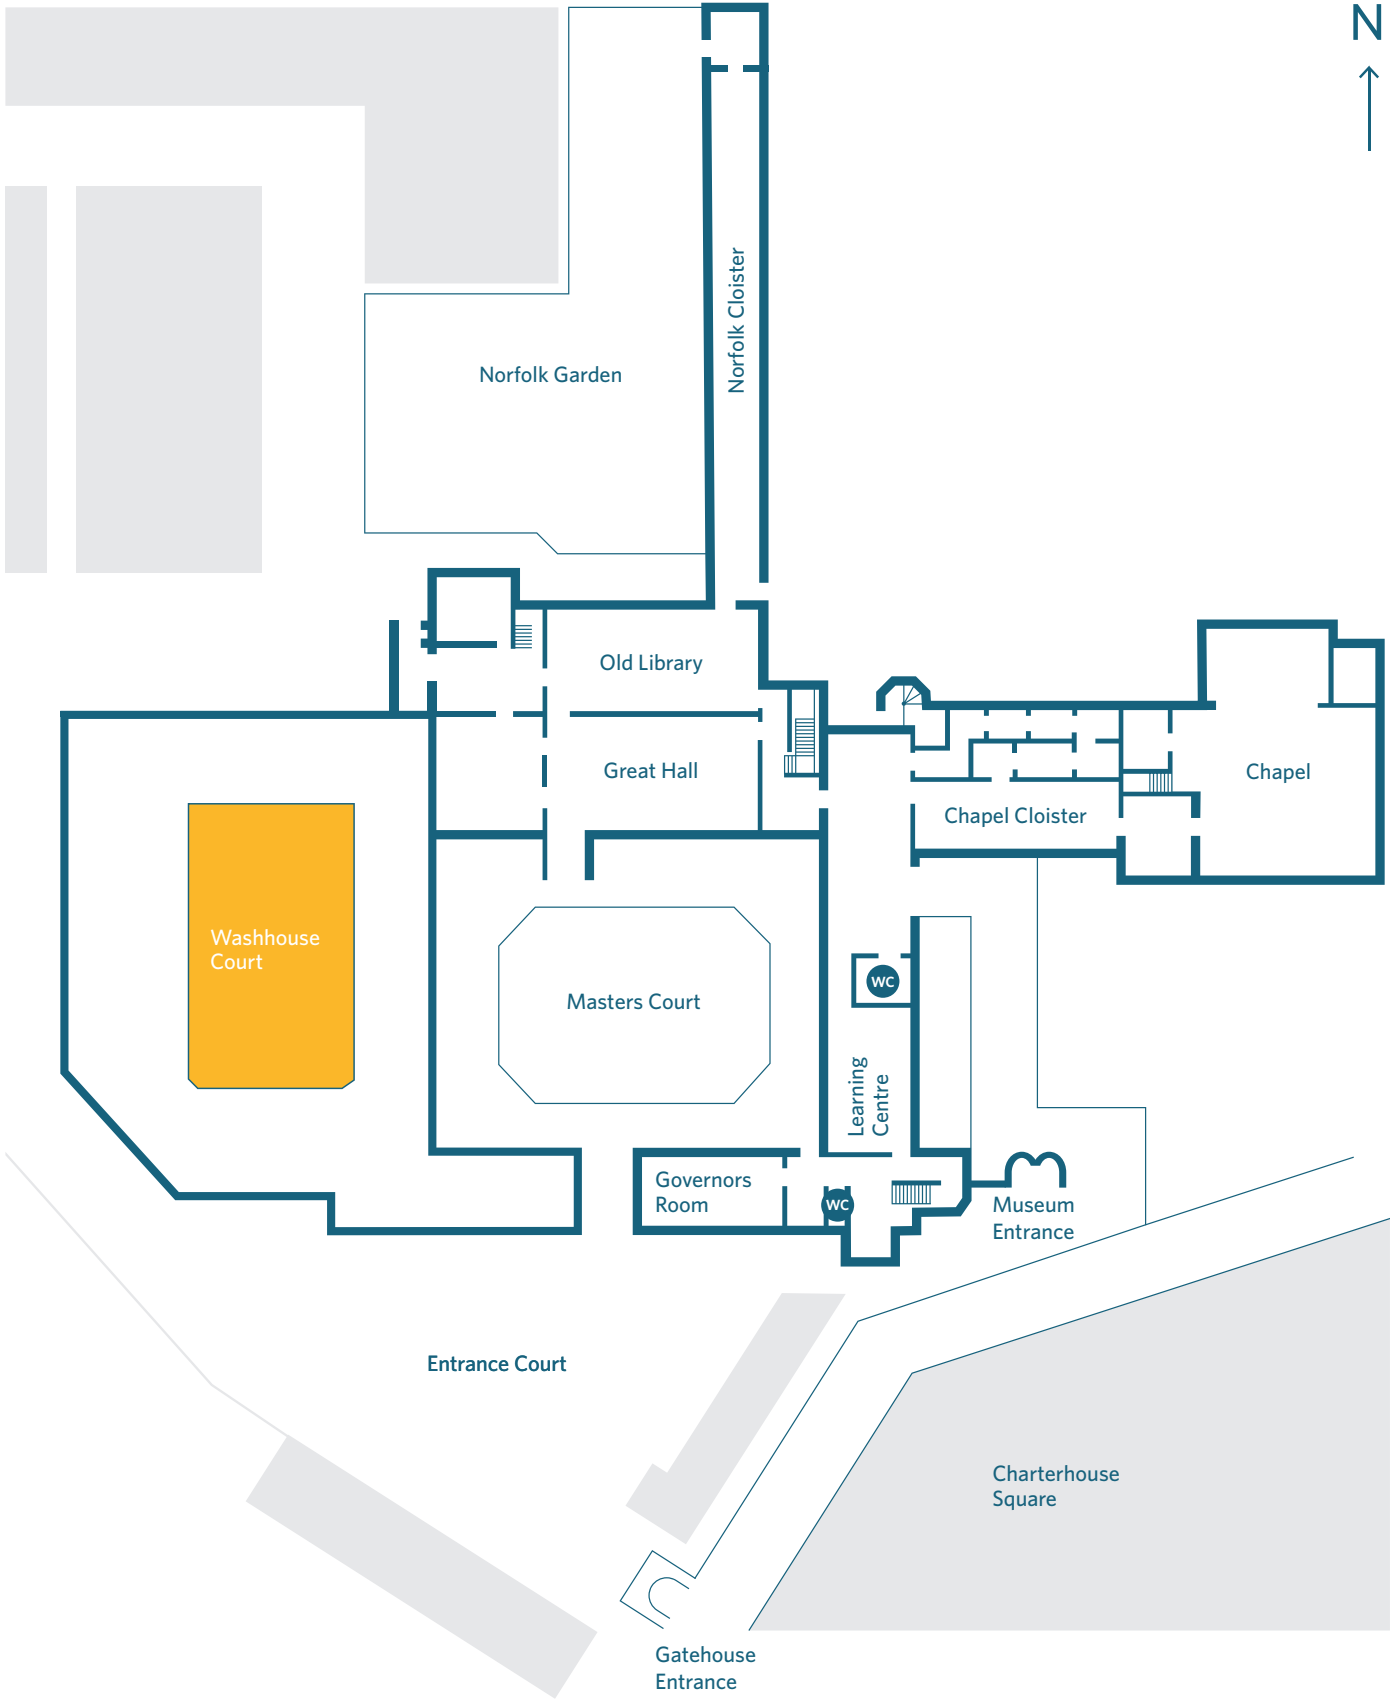 N
Norfolk Cloister
Norfolk Garden
Old Library
Great Hall
Chapel
Chapel Cloister
Washhouse
Court
WC
Masters Court
Learning
Centre
Governors
Room
WC
Museum
Entrance
Entrance Court
Charterhouse
Square
Gatehouse
Entrance